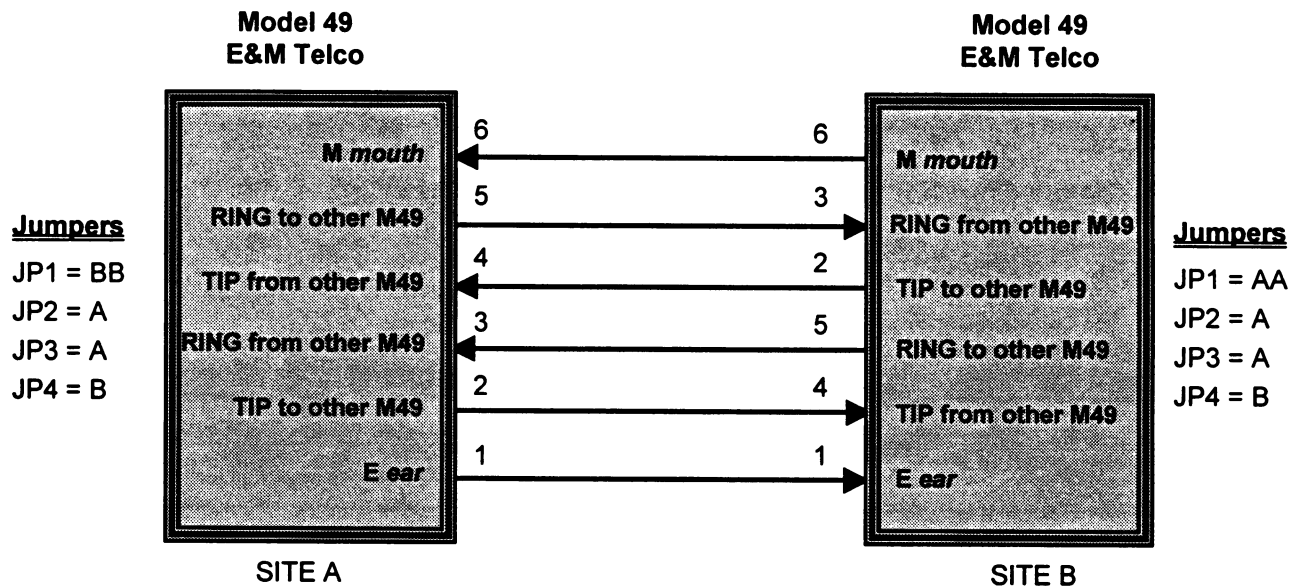 Model 49
E&M Telco
Model 49
E&M Telco
Jumpers
JP1 = BB
JP2 = A
JP3 = A
JP4 = B
M mouth
RING to other M49
TIP from other M49
RING from other M49
TIP to other M49
E ear
6
5
4
3
2
1
6
3
2
5
4
1
M mouth
RING from other M49
TIP to other M49
RING to other M49
TIP from other M49
E ear
Jumpers
JP1 = AA
JP2 = A
JP3 = A
JP4 = B
SITE A
SITE B